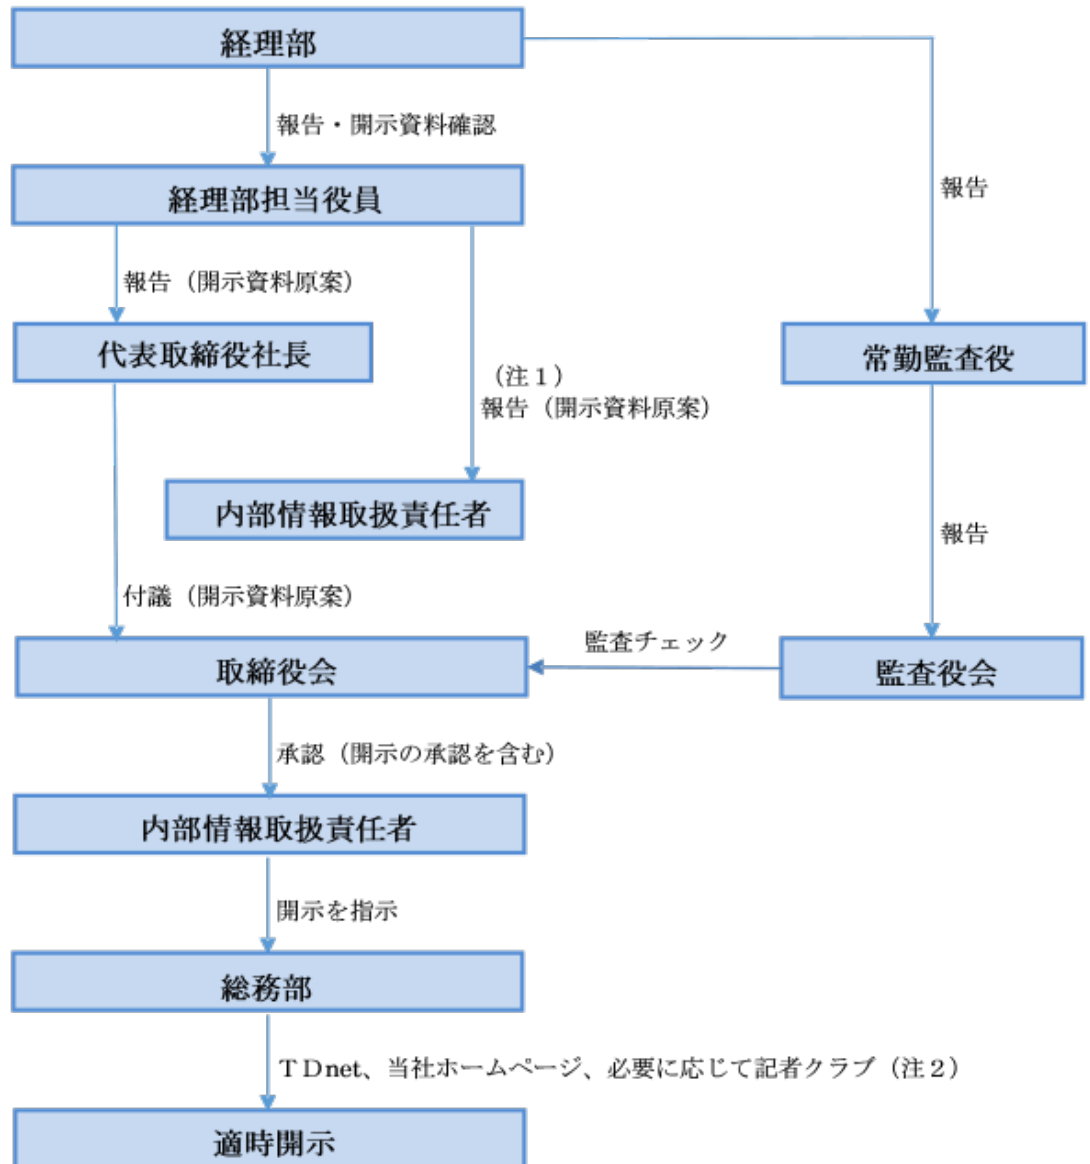 経理部
報告・開示資料確認
経理部担当役員
報告
報告（開示資料原案）
代表取締役社長
常勤監査役
（注１）
報告（開示資料原案）
内部情報取扱責任者
報告
付議（開示資料原案）
取締役会
監査チェック
監査役会
承認（開示の承認を含む）
内部情報取扱責任者
開示を指示
総務部
ＴＤnet、当社ホームページ、必要に応じて記者クラブ（注２）
適時開示